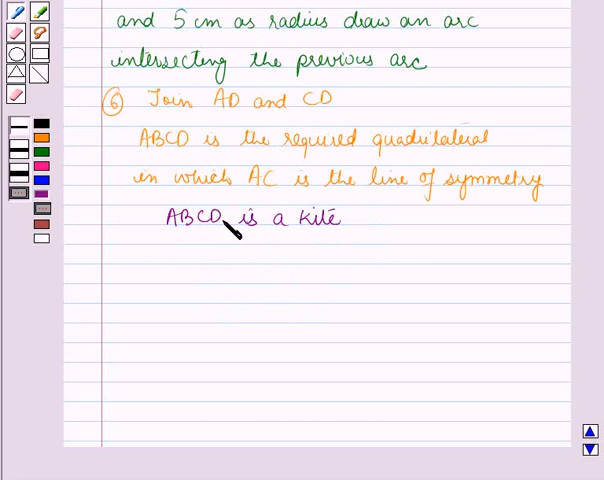 and 5 cm as radius draw an arc
intersecting the previous arc
6 Join AD and CD
ABCD is the required quadrilateral
in which AC is the line of symmetry
ABCD is a kite